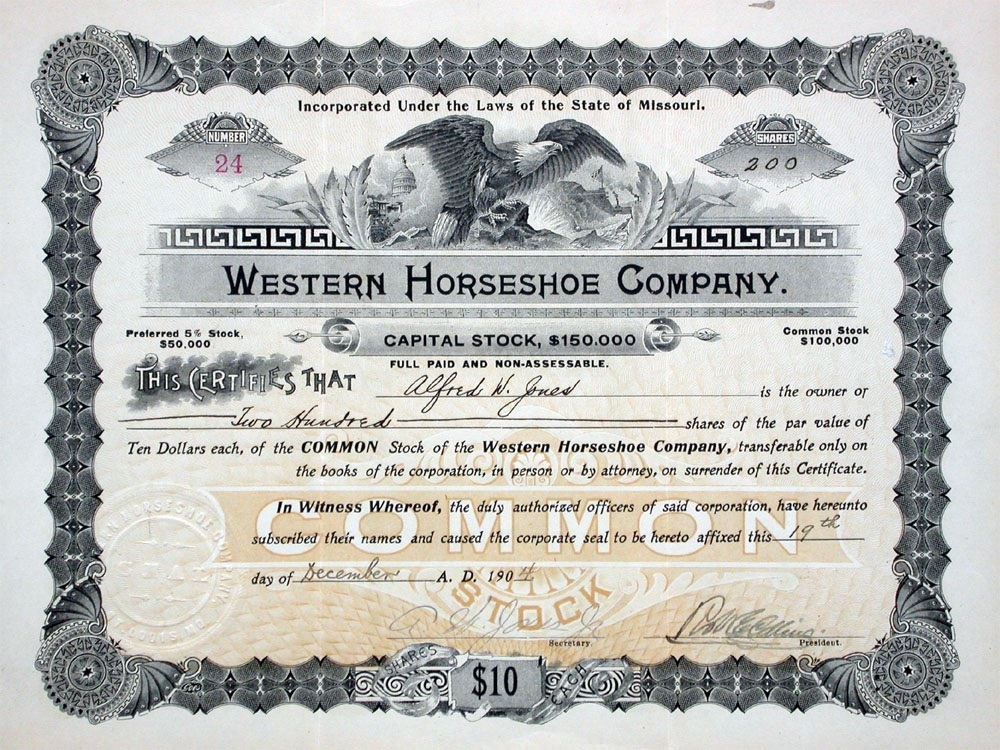 Incorporated Under the Laws of the State of Missouri.
NUMBER
24
SHARES
200
WESTERN HORSESHOE COMPANY.
Preferred 5% Stock,
$50,000
CAPITAL STOCK, $150.000
Common Stock
$100,000
FULL PAID AND NON-ASSESSABLE.
THIS CERTIFIES THAT Alfred W. Jones is the owner of
Two Hundred shares of the par value of
Ten Dollars each, of the COMMON Stock of the Western Horseshoe Company, transferable only on
the books of the corporation, in person or by attorney, on surrender of this Certificate.
In Witness Whereof, the duly authorized officers of said corporation, have hereunto
subscribed their names and caused the corporate seal to be hereto affixed this 19th
day of December A. D. 1904
COMMON
STOCK
HORSESHOE COMPANY
SEAL
ST. LOUIS, MO
Secretary.
President.
SHARES
$10
EACH